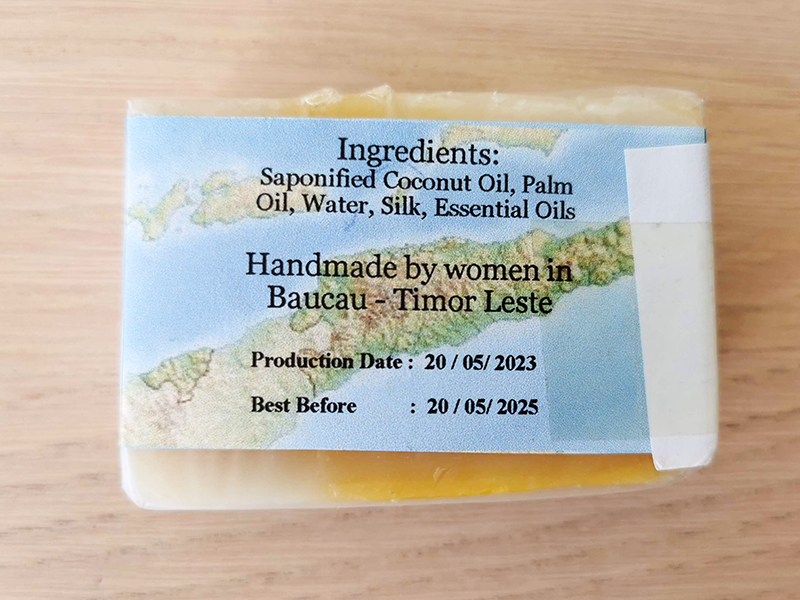 Ingredients:
Saponified Coconut Oil, Palm
Oil, Water, Silk, Essential Oils
Handmade by women in
Baucau - Timor Leste
Production Date : 20 / 05/ 2023
Best Before : 20 / 05/ 2025